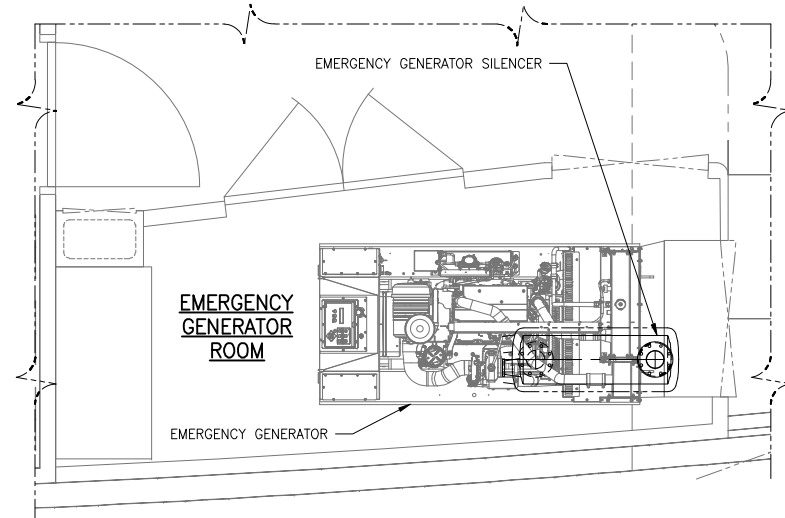 EMERGENCY GENERATOR SILENCER
EMERGENCY
GENERATOR
ROOM
EMERGENCY GENERATOR